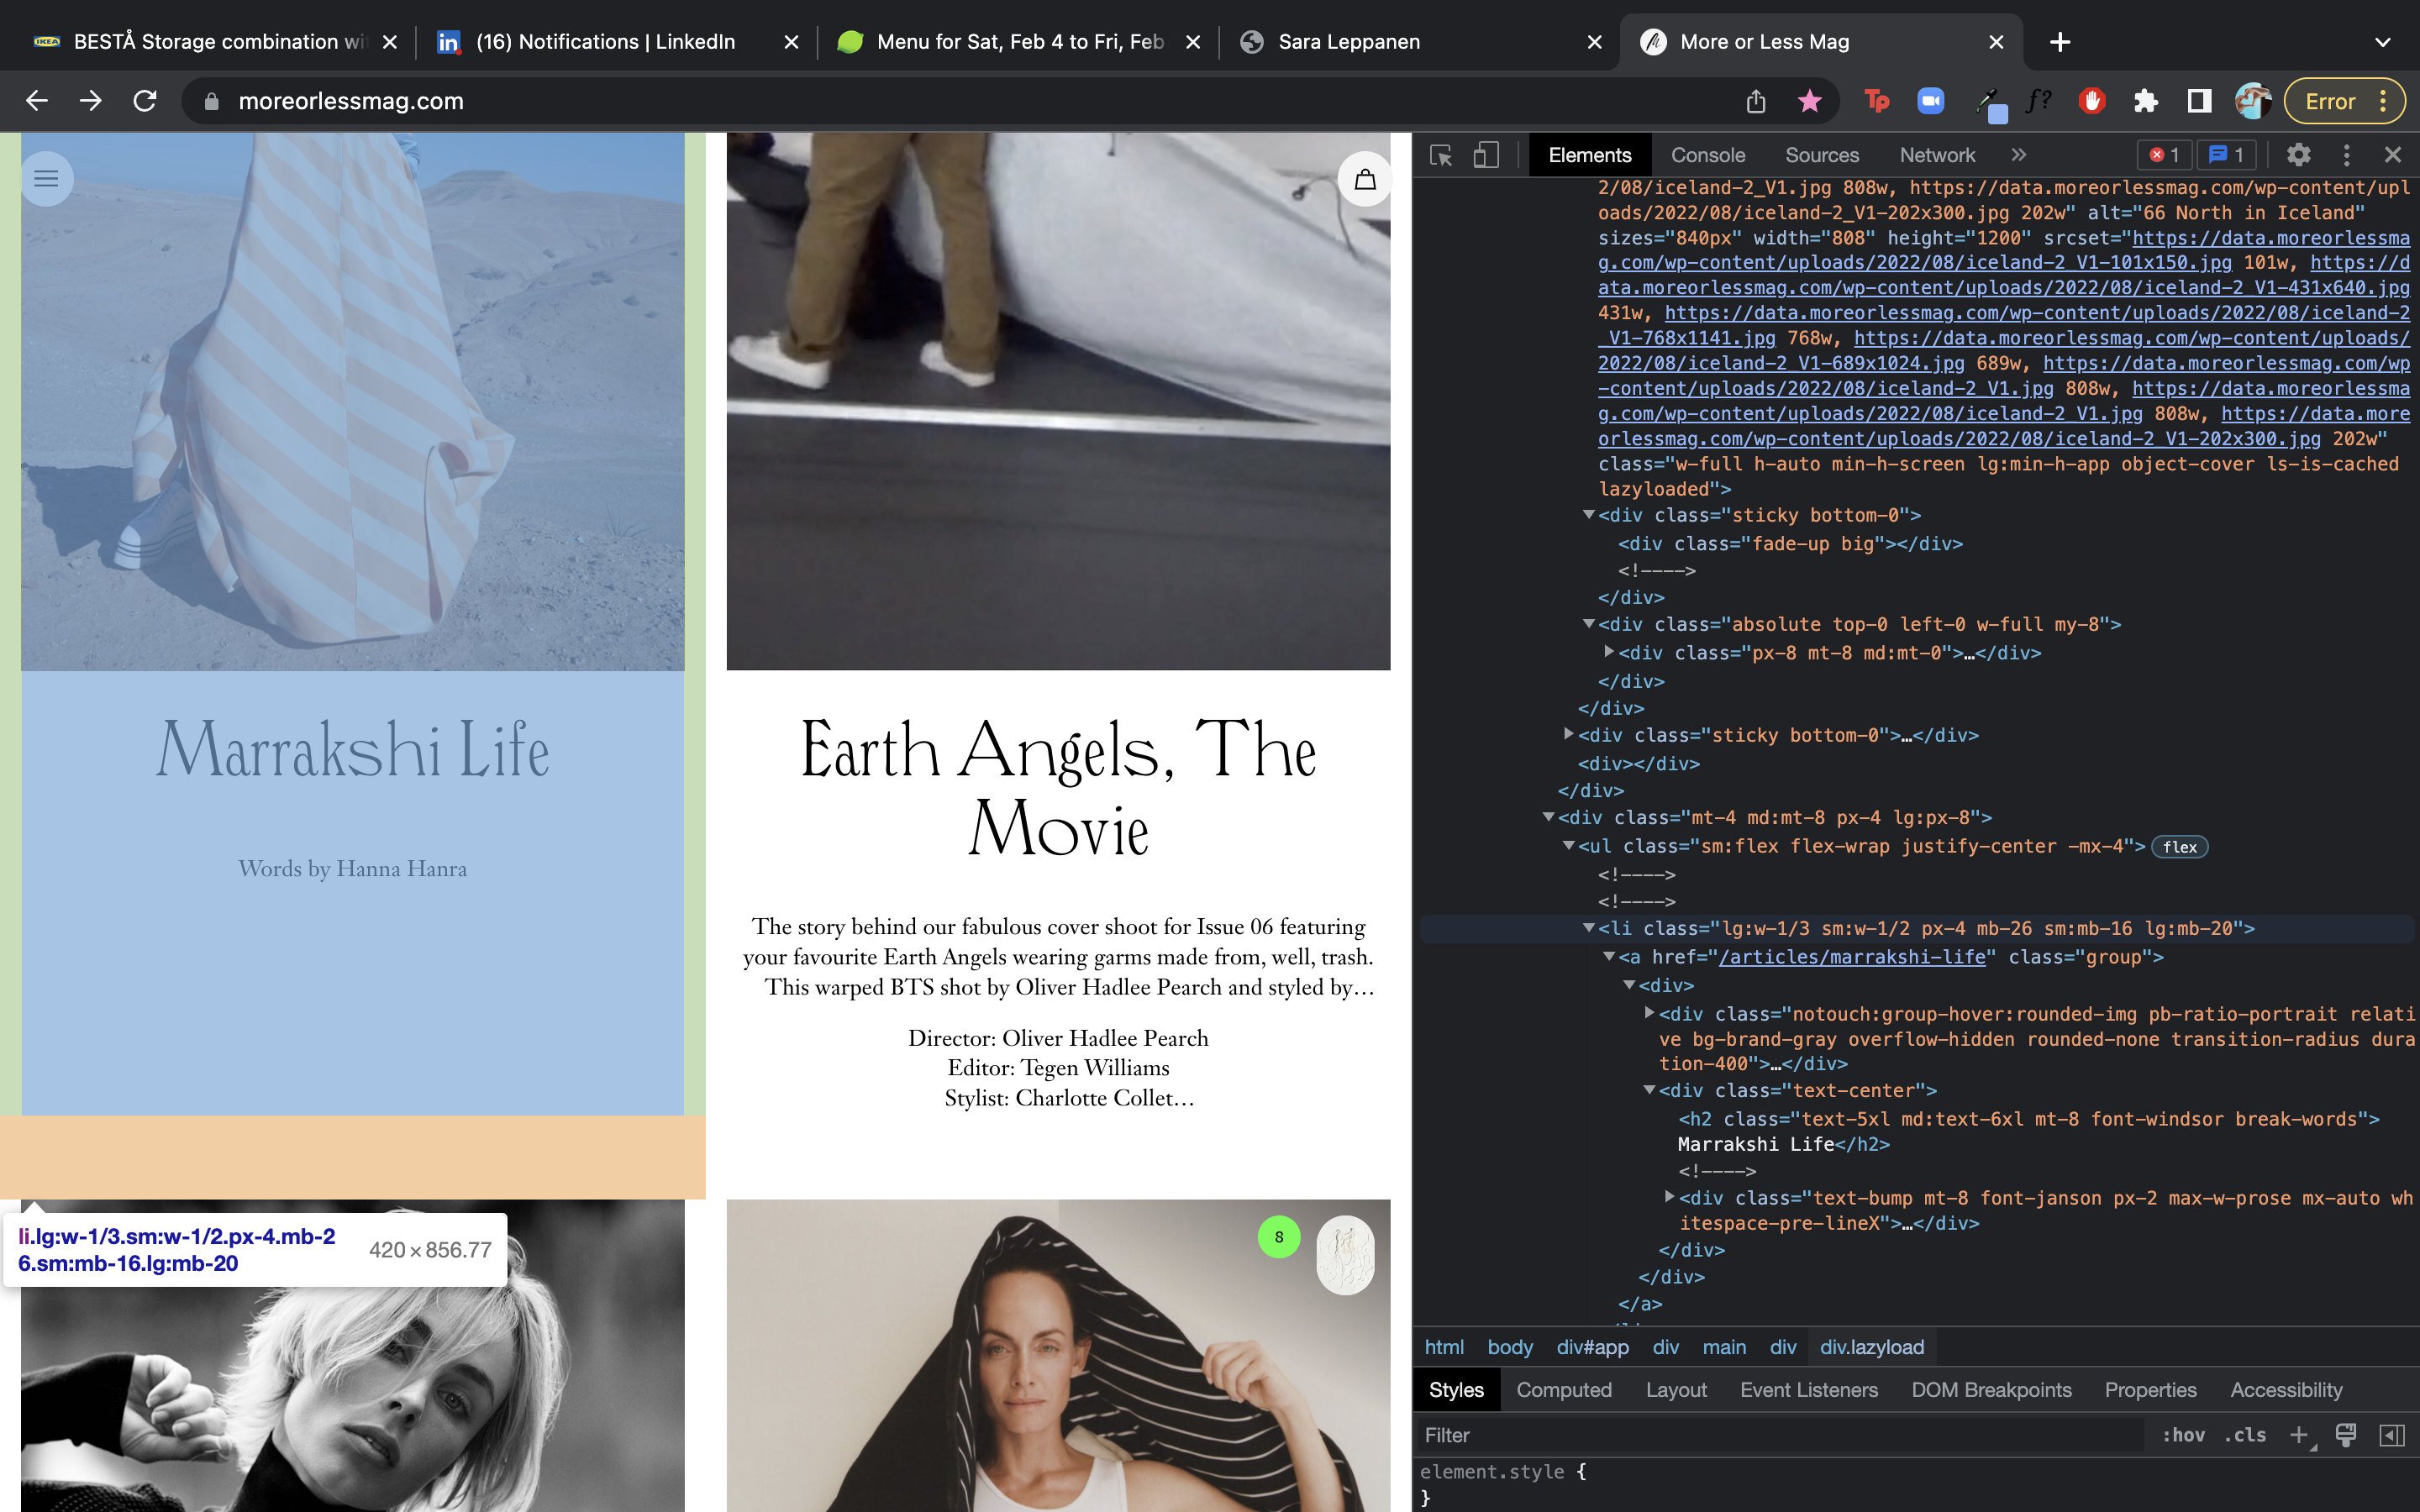 IKEA
BESTÅ Storage combination wi
in
(16) Notifications | LinkedIn
Menu for Sat, Feb 4 to Fri, Feb
Sara Leppanen
More or Less Mag
moreorlessmag.com
Tp
f?
Error
Marrakshi Life
Words by Hanna Hanra
Earth Angels, The
Movie
The story behind our fabulous cover shoot for Issue 06 featuring
your favourite Earth Angels wearing garms made from, well, trash.
This warped BTS shot by Oliver Hadlee Pearch and styled by…
Director: Oliver Hadlee Pearch
Editor: Tegen Williams
Stylist: Charlotte Collet…
li.lg:w-1/3.sm:w-1/2.px-4.mb-2
6.sm:mb-16.lg:mb-20
420 × 856.77
8
Elements
Console
Sources
Network
1
1
2/08/iceland-2_V1.jpg 808w, https://data.moreorlessmag.com/wp-content/upl
oads/2022/08/iceland-2_V1-202x300.jpg 202w" alt="66 North in Iceland"
sizes="840px" width="808" height="1200" srcset="https://data.moreorlessma
g.com/wp-content/uploads/2022/08/iceland-2_V1-101x150.jpg 101w, https://d
ata.moreorlessmag.com/wp-content/uploads/2022/08/iceland-2_V1-431x640.jpg
431w, https://data.moreorlessmag.com/wp-content/uploads/2022/08/iceland-2
_V1-768x1141.jpg 768w, https://data.moreorlessmag.com/wp-content/uploads/
2022/08/iceland-2_V1-689x1024.jpg 689w, https://data.moreorlessmag.com/wp
-content/uploads/2022/08/iceland-2_V1.jpg 808w, https://data.moreorlessma
g.com/wp-content/uploads/2022/08/iceland-2_V1.jpg 808w, https://data.more
orlessmag.com/wp-content/uploads/2022/08/iceland-2_V1-202x300.jpg 202w"
class="w-full h-auto min-h-screen lg:min-h-app object-cover ls-is-cached
lazyloaded">
<div class="sticky bottom-0">
<div class="fade-up big"></div>
<!---->
</div>
<div class="absolute top-0 left-0 w-full my-8">
<div class="px-8 mt-8 md:mt-0">…</div>
</div>
</div>
<div class="sticky bottom-0">…</div>
<div></div>
</div>
<div class="mt-4 md:mt-8 px-4 lg:px-8">
<ul class="sm:flex flex-wrap justify-center -mx-4"> flex
<!---->
<!---->
<li class="lg:w-1/3 sm:w-1/2 px-4 mb-26 sm:mb-16 lg:mb-20">
<a href="/articles/marrakshi-life" class="group">
<div>
<div class="notouch:group-hover:rounded-img pb-ratio-portrait relati
ve bg-brand-gray overflow-hidden rounded-none transition-radius dura
tion-400">…</div>
<div class="text-center">
<h2 class="text-5xl md:text-6xl mt-8 font-windsor break-words">
Marrakshi Life</h2>
<!---->
<div class="text-bump mt-8 font-janson px-2 max-w-prose mx-auto wh
itespace-pre-lineX">…</div>
</div>
</div>
</a>
html body div#app div main div div.lazyload
Styles Computed Layout Event Listeners DOM Breakpoints Properties Accessibility
Filter
:hov .cls
element.style {
}